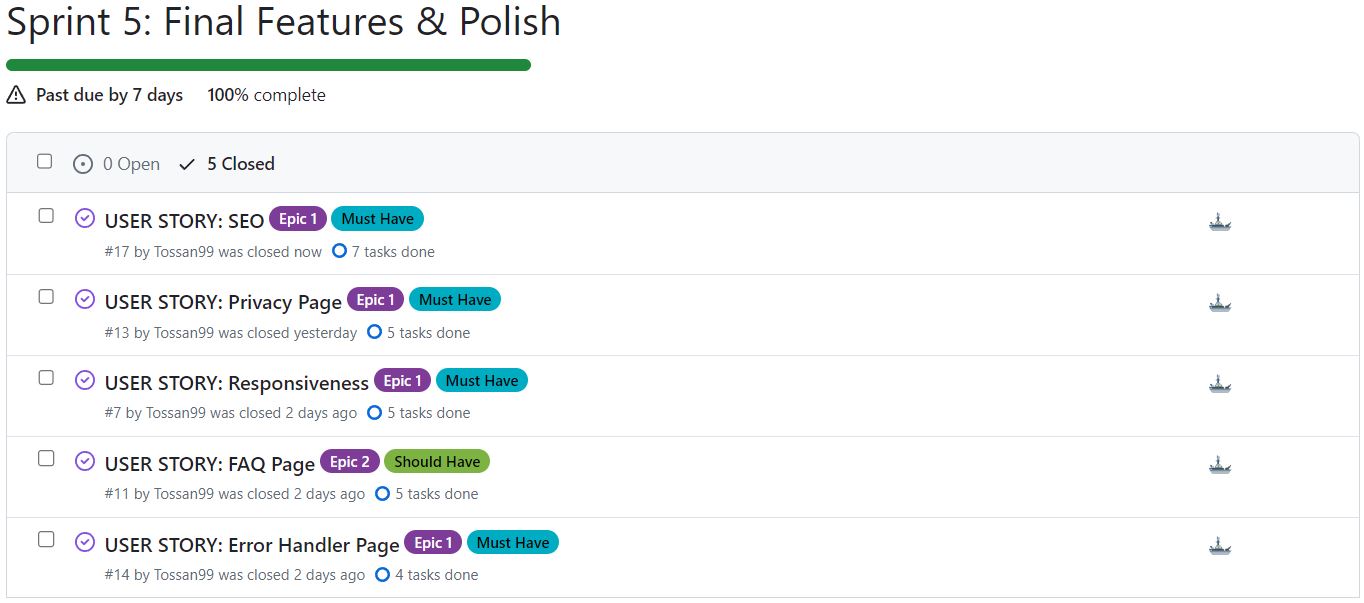 Sprint 5: Final Features & Polish
Past due by 7 days 100% complete
0 Open 5 Closed
USER STORY: SEO Epic 1 Must Have
#17 by Tossan99 was closed now 7 tasks done
USER STORY: Privacy Page Epic 1 Must Have
#13 by Tossan99 was closed yesterday 5 tasks done
USER STORY: Responsiveness Epic 1 Must Have
#7 by Tossan99 was closed 2 days ago 5 tasks done
USER STORY: FAQ Page Epic 2 Should Have
#11 by Tossan99 was closed 2 days ago 5 tasks done
USER STORY: Error Handler Page Epic 1 Must Have
#14 by Tossan99 was closed 2 days ago 4 tasks done